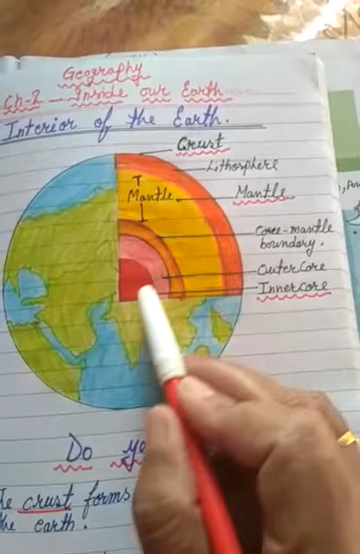 Geography
Ch-2 - Inside our Earth
Interior of the Earth.
Crust
Lithosphere
Mantle
Mantle
Core-mantle
boundary.
Outer Core
Inner core
Do
crust forms
the earth.